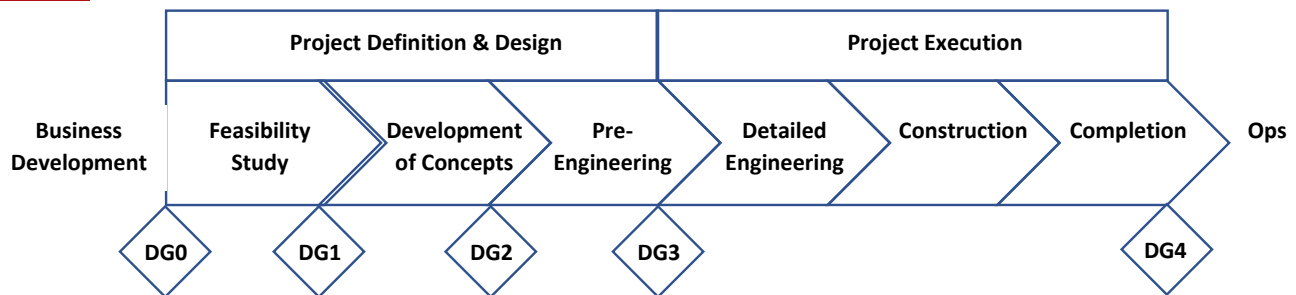 Project Definition & Design
Project Execution
Business
Development
Feasibility
Study
Development
of Concepts
Pre-
Engineering
Detailed
Engineering
Construction
Completion
Ops
DG0
DG1
DG2
DG3
DG4